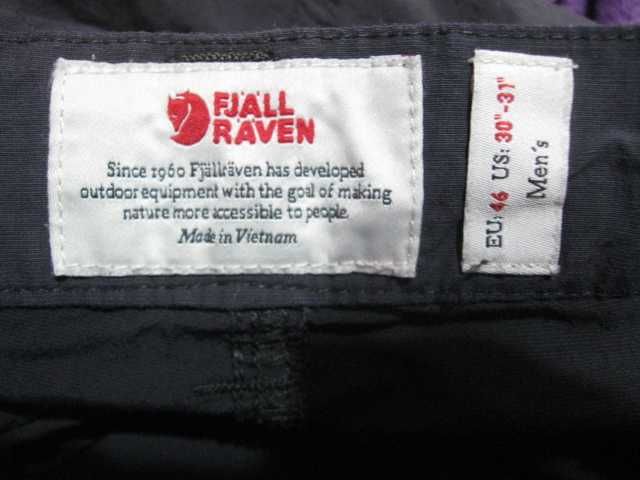 FJÄLL
RÄVEN
Since 1960 Fjällräven has developed
outdoor equipment with the goal of making
nature more accessible to people.
Made in Vietnam
EU: 46 US: 30"-31"
Men's